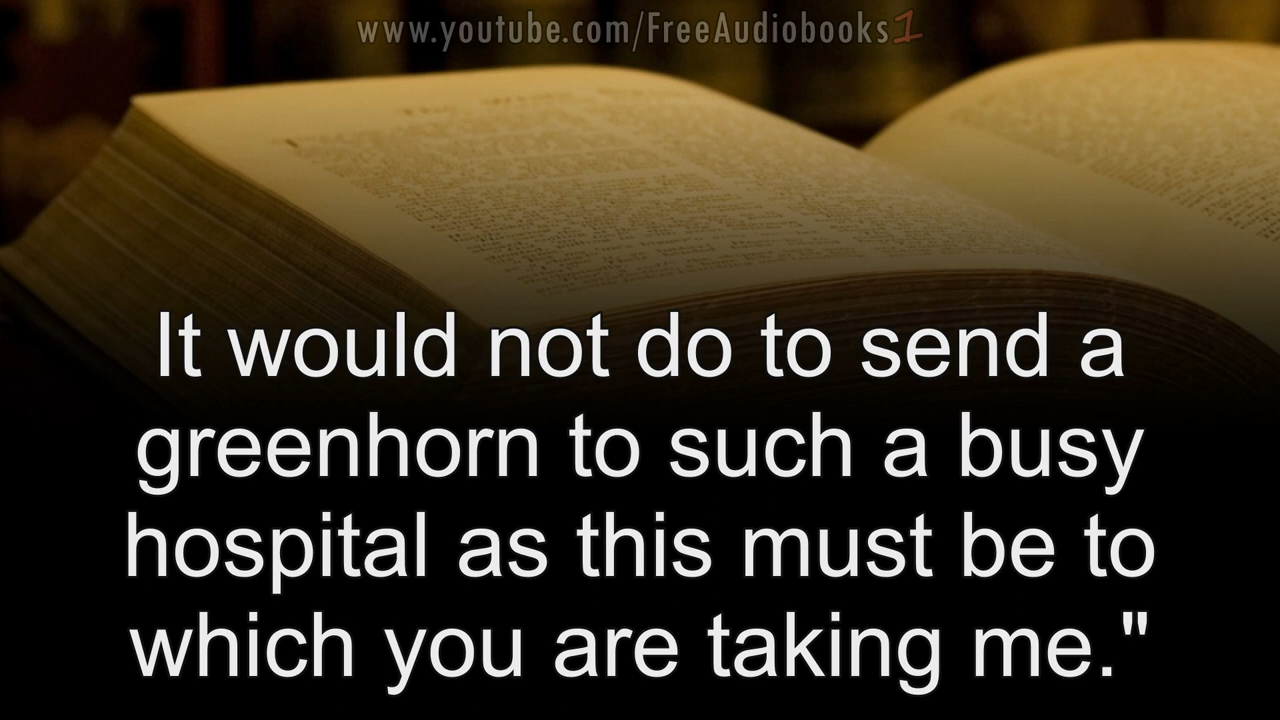 www.youtube.com/FreeAudiobooks1
It would not do to send a
greenhorn to such a busy
hospital as this must be to
which you are taking me."